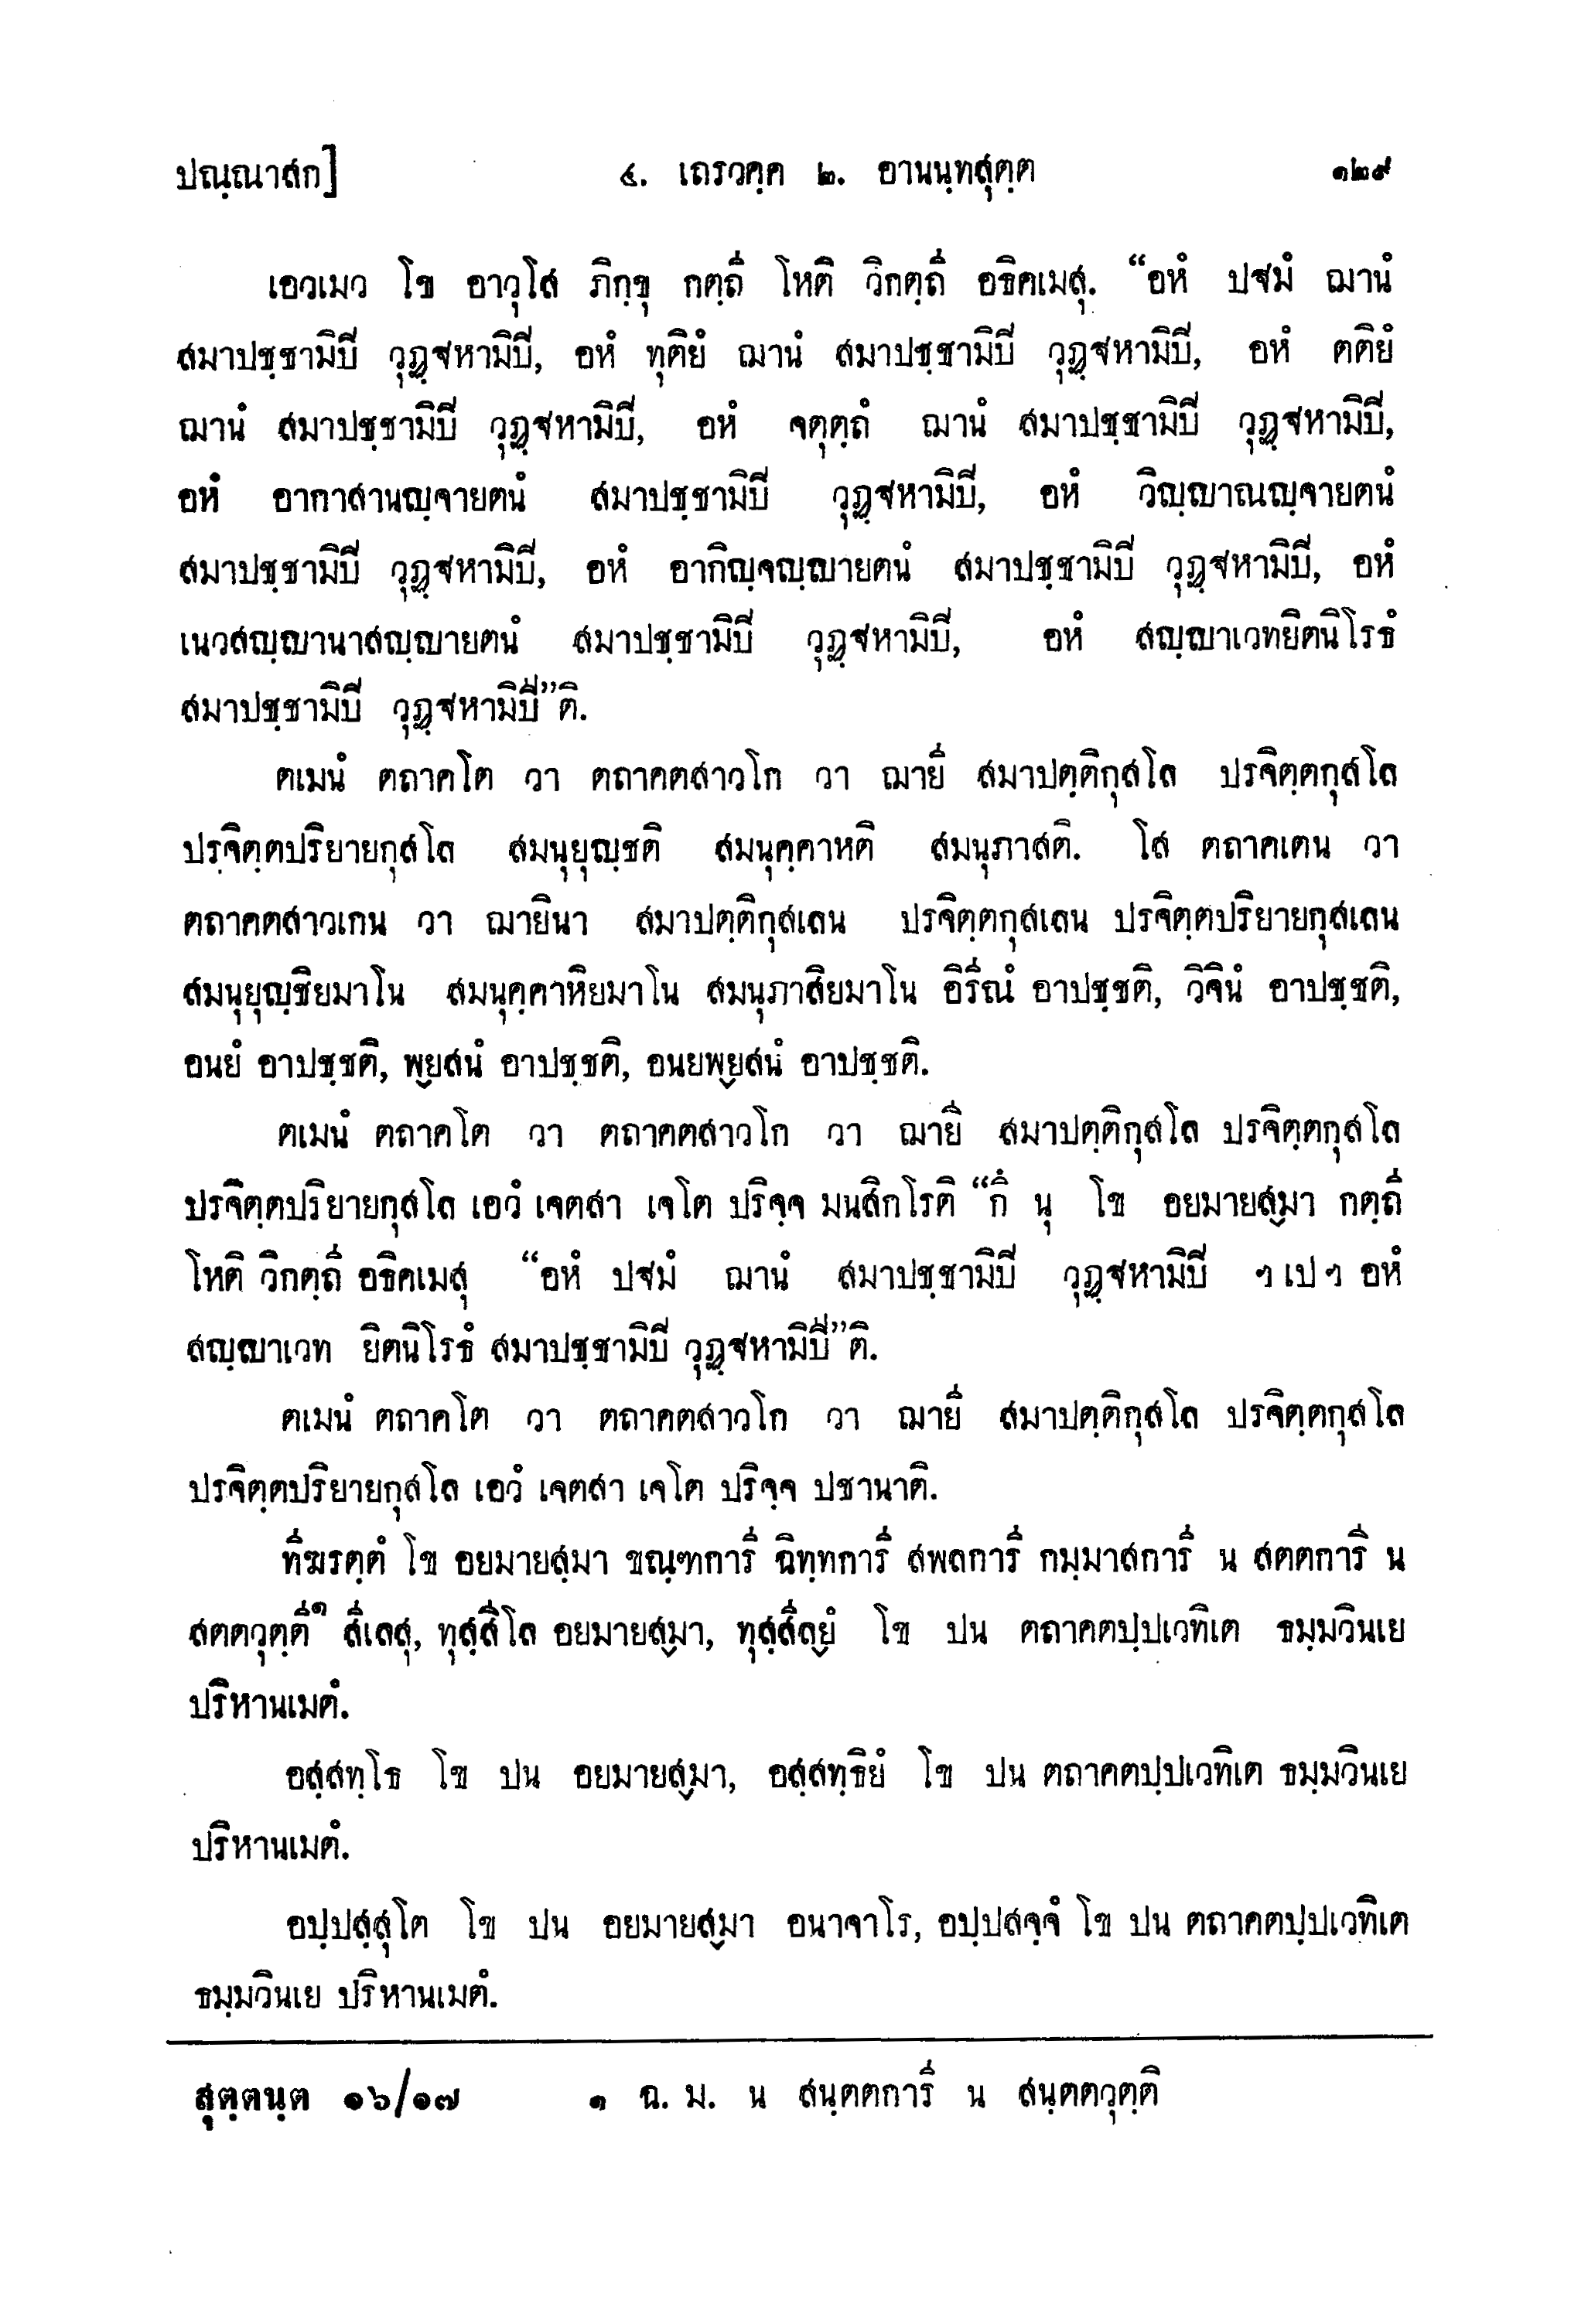 ปณฺณาสก]	๔. เถรวคฺค ๒. อานนฺทสุตฺต	๑๒๙
เอวเมว โข อาวุโส ภิกฺขุ กตฺถี โหติ วิกตฺถี อธิคเมสุ. “อหํ ปฐมํ ฌานํ
สมาปชฺชามิปี วุฏฺฐหามิปี, อหํ ทุติยํ ฌานํ สมาปชฺชามิปี วุฏฺฐหามิปี, อหํ ตติยํ
ฌานํ สมาปชฺชามิปี วุฏฺฐหามิปี, อหํ จตุตฺถํ ฌานํ สมาปชฺชามิปี วุฏฺฐหามิปี,
อหํ อากาสานญฺจายตนํ สมาปชฺชามิปี วุฏฺฐหามิปี, อหํ วิญฺญาณญฺจายตนํ
สมาปชฺชามิปี วุฏฺฐหามิปี, อหํ อากิญฺจญฺญายตนํ สมาปชฺชามิปี วุฏฺฐหามิปี, อหํ
เนวสญฺญานาสญฺญายตนํ สมาปชฺชามิปี วุฏฺฐหามิปี, อหํ สญฺญาเวทยิตนิโรธํ
สมาปชฺชามิปี วุฏฺฐหามิปี”ติ.
ตเมนํ ตถาคโต วา ตถาคตสาวโก วา ฌายี สมาปตฺติกุสโล ปรจิตฺตกุสโล
ปรจิตฺตปริยายกุสโล สมนุยุญฺชติ สมนุคฺคาหติ สมนุภาสติ. โส ตถาคเตน วา
ตถาคตสาวเกน วา ฌายินา สมาปตฺติกุสเลน ปรจิตฺตกุสเลน ปรจิตฺตปริยายกุสเลน
สมนุยุญฺชิยมาโน สมนุคฺคาหิยมาโน สมนุภาสิยมาโน อิรีณํ อาปชฺชติ, วิจินํ อาปชฺชติ,
อนยํ อาปชฺชติ, พฺยสนํ อาปชฺชติ, อนยพฺยสนํ อาปชฺชติ.
ตเมนํ ตถาคโต วา ตถาคตสาวโก วา ฌายี สมาปตฺติกุสโล ปรจิตฺตกุสโล
ปรจิตฺตปริยายกุสโล เอวํ เจตสา เจโต ปริจฺจ มนสิกโรติ “กึ นุ โข อยมายสฺมา กตฺถี
โหติ วิกตฺถี อธิคเมสุ “อหํ ปฐมํ ฌานํ สมาปชฺชามิปี วุฏฺฐหามิปี ฯ เป ฯ อหํ
สญฺญาเวท ยิตนิโรธํ สมาปชฺชามิปี วุฏฺฐหามิปี”ติ.
ตเมนํ ตถาคโต วา ตถาคตสาวโก วา ฌายี สมาปตฺติกุสโล ปรจิตฺตกุสโล
ปรจิตฺตปริยายกุสโล เอวํ เจตสา เจโต ปริจฺจ ปชานาติ.
ทีฆรตฺตํ โข อยมายสฺมา ขณฺฑการี ฉิทฺทการี สพลการี กมฺมาสการี น สตตการี น
สตตวุตฺตี๑ สีเลสุ, ทุสฺสีโล อยมายสฺมา, ทุสฺสีลฺยํ โข ปน ตถาคตปฺปเวทิเต ธมฺมวินเย
ปริหานเมตํ.
อสฺสทฺโธ โข ปน อยมายสฺมา, อสฺสทฺธิยํ โข ปน ตถาคตปฺปเวทิเต ธมฺมวินเย
ปริหานเมตํ.
อปฺปสฺสุโต โข ปน อยมายสฺมา อนาจาโร, อปฺปสจฺจํ โข ปน ตถาคตปฺปเวทิเต
ธมฺมวินเย ปริหานเมตํ.
สุตฺตนฺต ๑๖/๑๗	๑ ฉ. ม. น สนฺตตการี น สนฺตตวุตฺติ